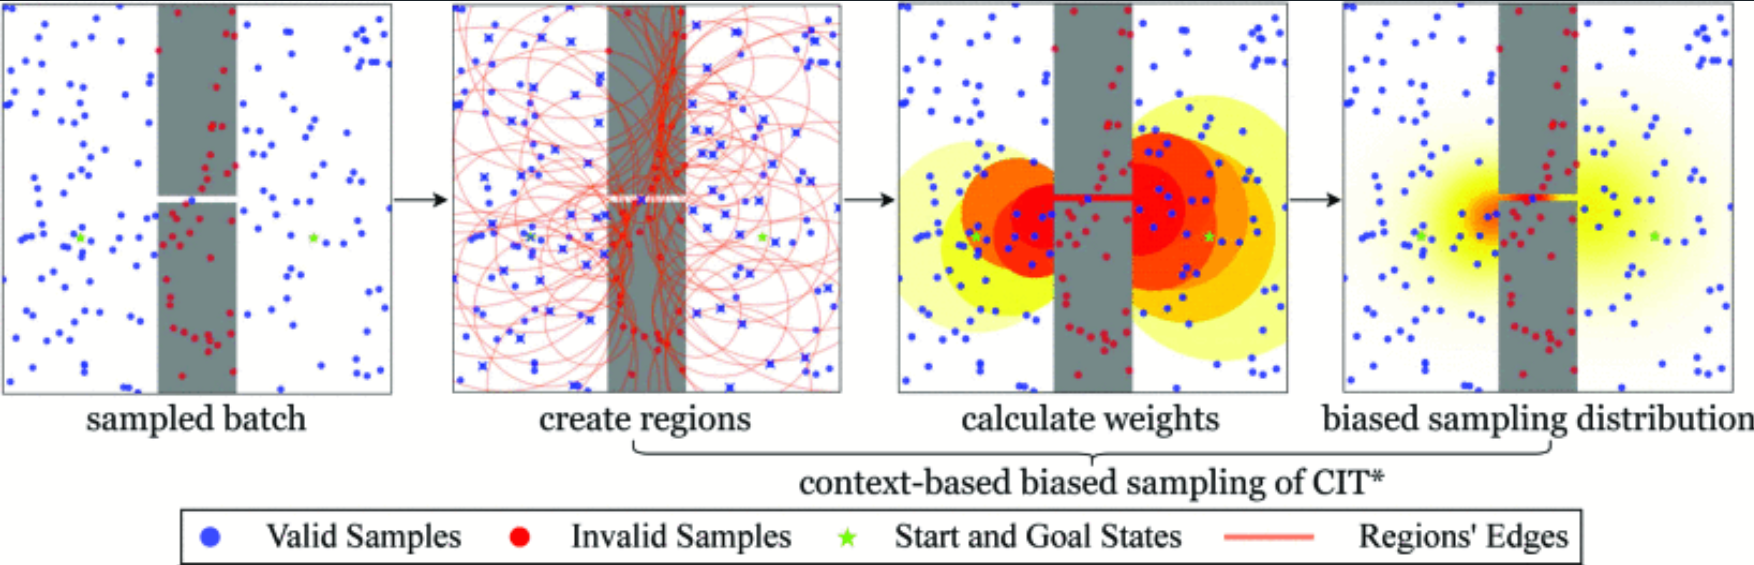 sampled batch
create regions
calculate weights
biased sampling distribution
context-based biased sampling of CIT*
Valid Samples
Invalid Samples
Start and Goal States
Regions' Edges